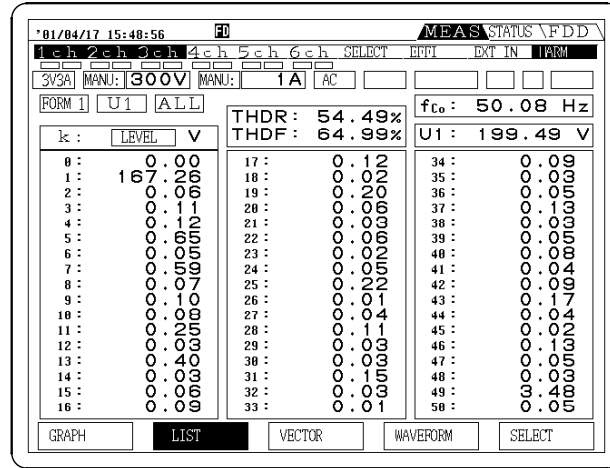 '01/04/17 15:48:56 FD MEAS STATUS FDD
1ch 2ch 3ch 4ch 5ch 6ch SELECT EFFI EXT IN HARM
3V3A MANU: 300V MANU: 1A AC
FORM 1 U1 ALL
THDR: 54.49% fCo: 50.08 Hz
THDF: 64.99% U1: 199.49 V
k: LEVEL V
0: 0.00 17: 0.12 34: 0.09
1: 167.26 18: 0.02 35: 0.03
2: 0.06 19: 0.20 36: 0.05
3: 0.11 20: 0.06 37: 0.13
4: 0.12 21: 0.03 38: 0.03
5: 0.65 22: 0.06 39: 0.05
6: 0.05 23: 0.02 40: 0.08
7: 0.59 24: 0.05 41: 0.04
8: 0.07 25: 0.22 42: 0.09
9: 0.10 26: 0.01 43: 0.17
10: 0.08 27: 0.04 44: 0.04
11: 0.25 28: 0.11 45: 0.02
12: 0.03 29: 0.03 46: 0.13
13: 0.40 30: 0.03 47: 0.05
14: 0.03 31: 0.15 48: 0.03
15: 0.06 32: 0.03 49: 3.48
16: 0.09 33: 0.01 50: 0.05
GRAPH LIST VECTOR WAVEFORM SELECT